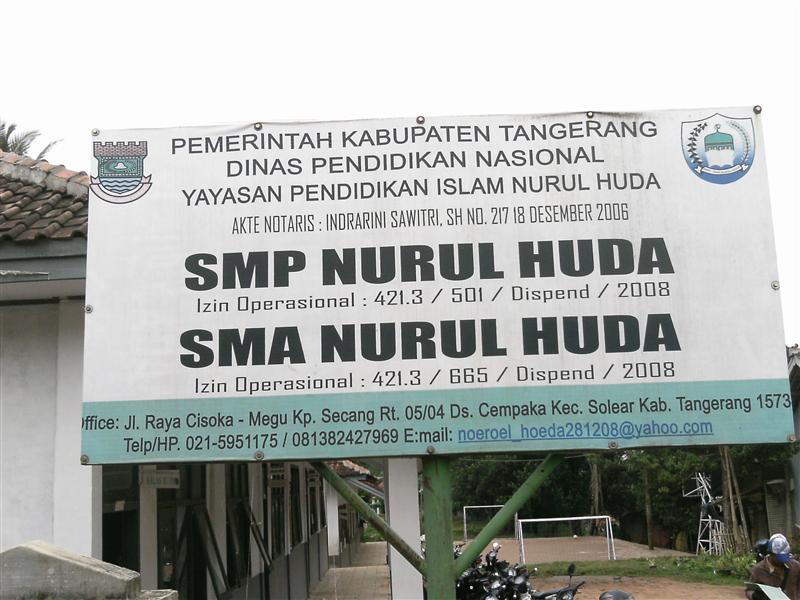 PEMERINTAH KABUPATEN TANGERANG
DINAS PENDIDIKAN NASIONAL
YAYASAN PENDIDIKAN ISLAM NURUL HUDA
AKTE NOTARIS : INDRARINI SAWITRI, SH NO. 217 18 DESEMBER 2006
SMP NURUL HUDA
Izin Operasional : 421.3 / 501 / Dispend / 2008
SMA NURUL HUDA
Izin Operasional : 421.3 / 665 / Dispend / 2008
ffice: Jl. Raya Cisoka - Megu Kp. Secang Rt. 05/04 Ds. Cempaka Kec. Solear Kab. Tangerang 1573
Telp/HP. 021-5951175 / 081382427969 E:mail: noeroel_hoeda281208@yahoo.com